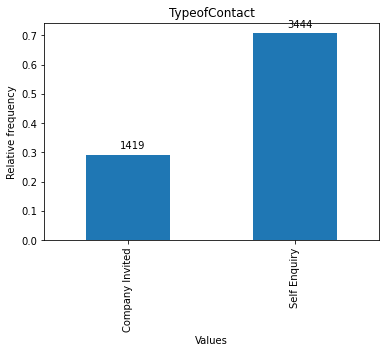 TypeofContact
Relative frequency
0.7
0.6
0.5
0.4
0.3
0.2
0.1
0.0
1419
3444
Company Invited
Self Enquiry
Values